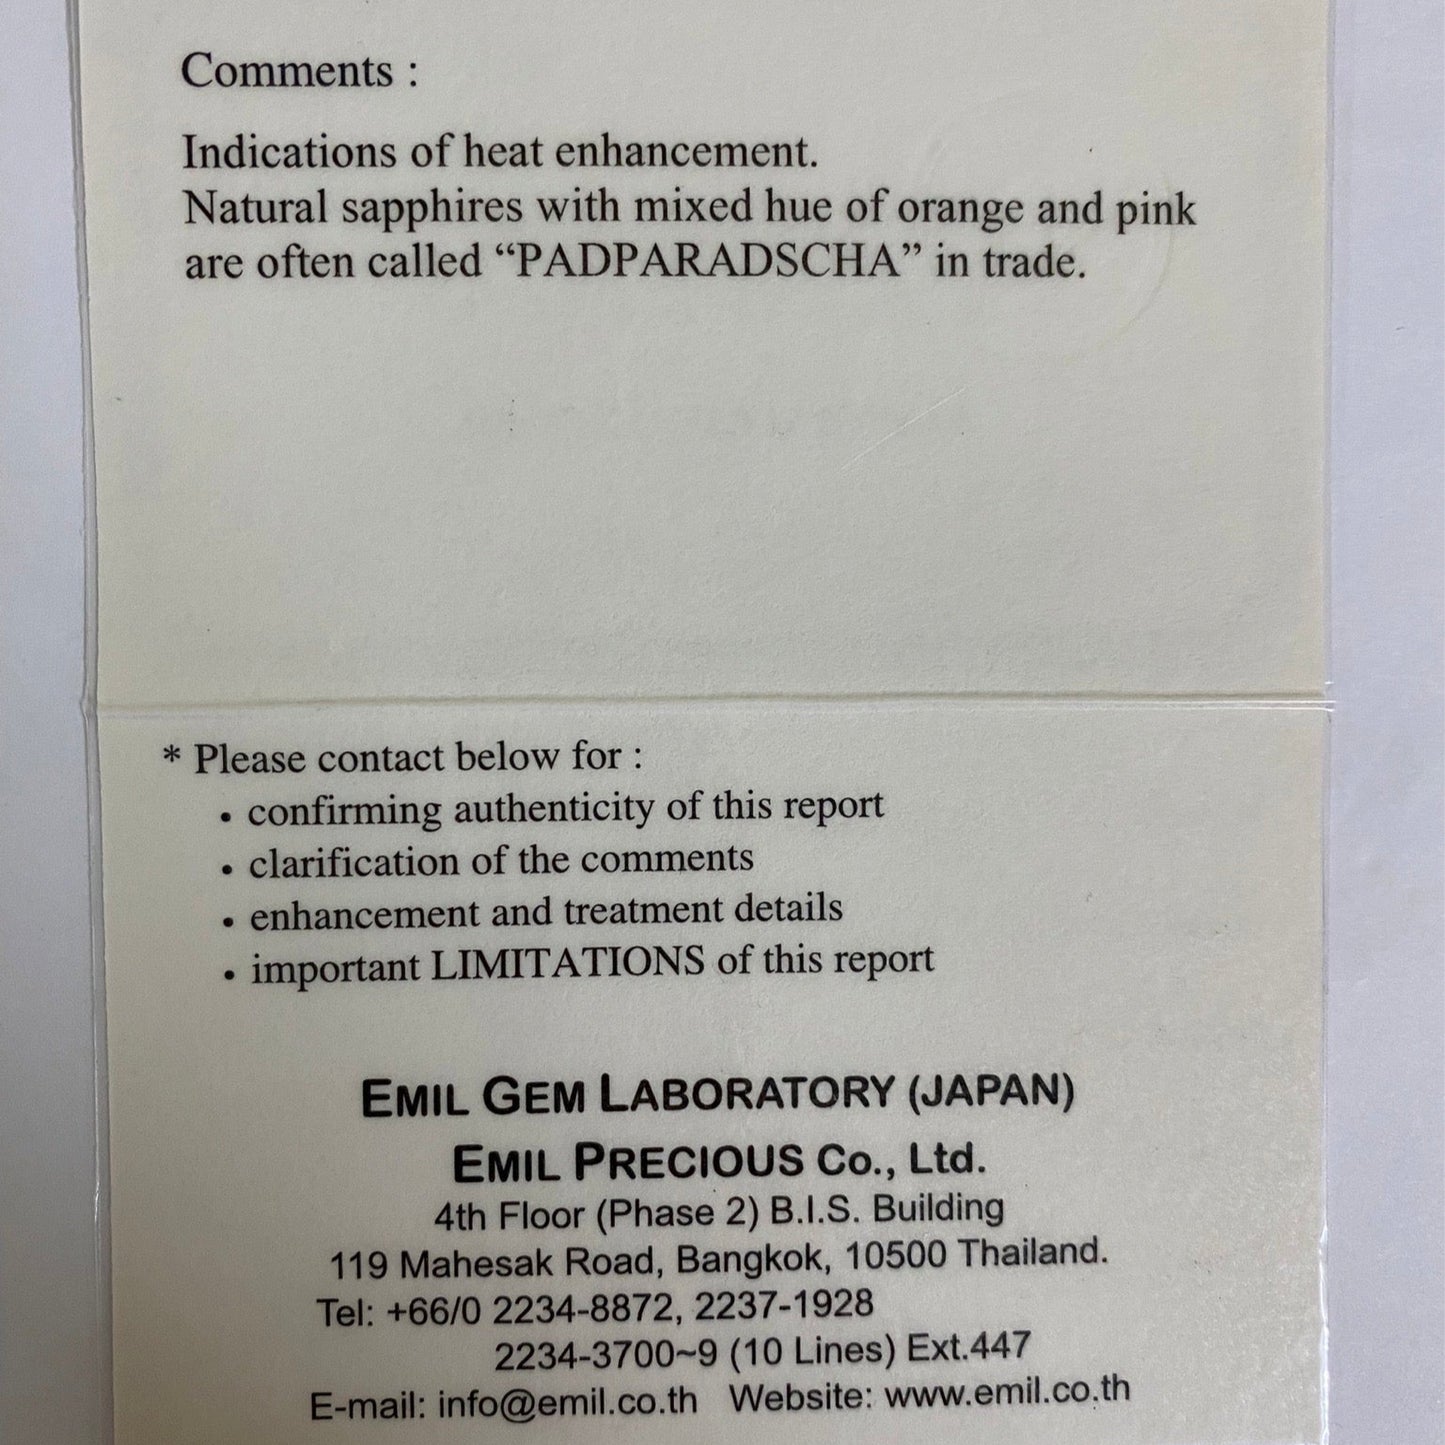 Comments :
Indications of heat enhancement.
Natural sapphires with mixed hue of orange and pink
are often called “PADPARADSCHA” in trade.
* Please contact below for :
• confirming authenticity of this report
• clarification of the comments
• enhancement and treatment details
• important LIMITATIONS of this report
EMIL GEM LABORATORY (JAPAN)
EMIL PRECIOUS Co., Ltd.
4th Floor (Phase 2) B.I.S. Building
119 Mahesak Road, Bangkok, 10500 Thailand.
Tel: +66/0 2234-8872, 2237-1928
2234-3700~9 (10 Lines) Ext.447
E-mail: info@emil.co.th Website: www.emil.co.th